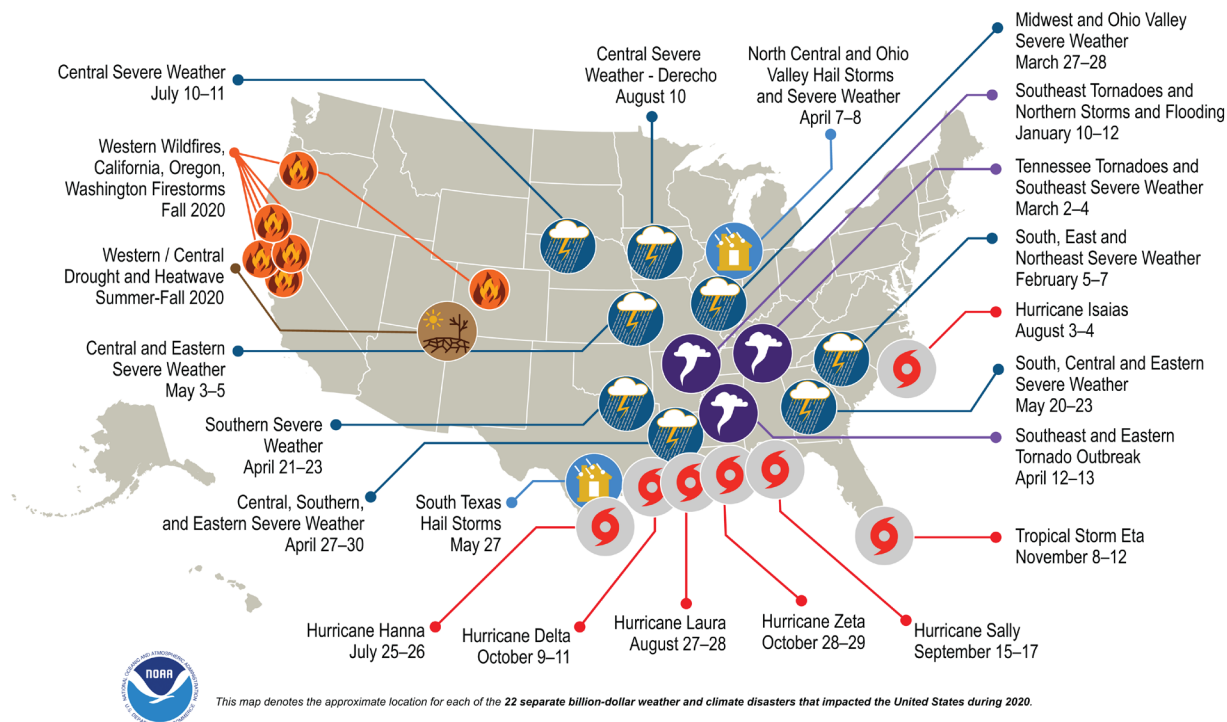 Central Severe Weather
July 10–11
Central Severe
Weather - Derecho
August 10
North Central and Ohio
Valley Hail Storms
and Severe Weather
April 7–8
Midwest and Ohio Valley
Severe Weather
March 27–28
Southeast Tornadoes and
Northern Storms and Flooding
January 10–12
Tennessee Tornadoes and
Southeast Severe Weather
March 2–4
South, East and
Northeast Severe Weather
February 5–7
Hurricane Isaias
August 3–4
South, Central and Eastern
Severe Weather
May 20–23
Southeast and Eastern
Tornado Outbreak
April 12–13
Tropical Storm Eta
November 8–12
Western Wildfires,
California, Oregon,
Washington Firestorms
Fall 2020
Western / Central
Drought and Heatwave
Summer-Fall 2020
Central and Eastern
Severe Weather
May 3–5
Southern Severe
Weather
April 21–23
Central, Southern,
and Eastern Severe Weather
April 27–30
South Texas
Hail Storms
May 27
Hurricane Hanna
July 25–26
Hurricane Delta
October 9–11
Hurricane Laura
August 27–28
Hurricane Zeta
October 28–29
Hurricane Sally
September 15–17
NOAA
NATIONAL OCEANIC AND ATMOSPHERIC ADMINISTRATION
This map denotes the approximate location for each of the 22 separate billion-dollar weather and climate disasters that impacted the United States during 2020.